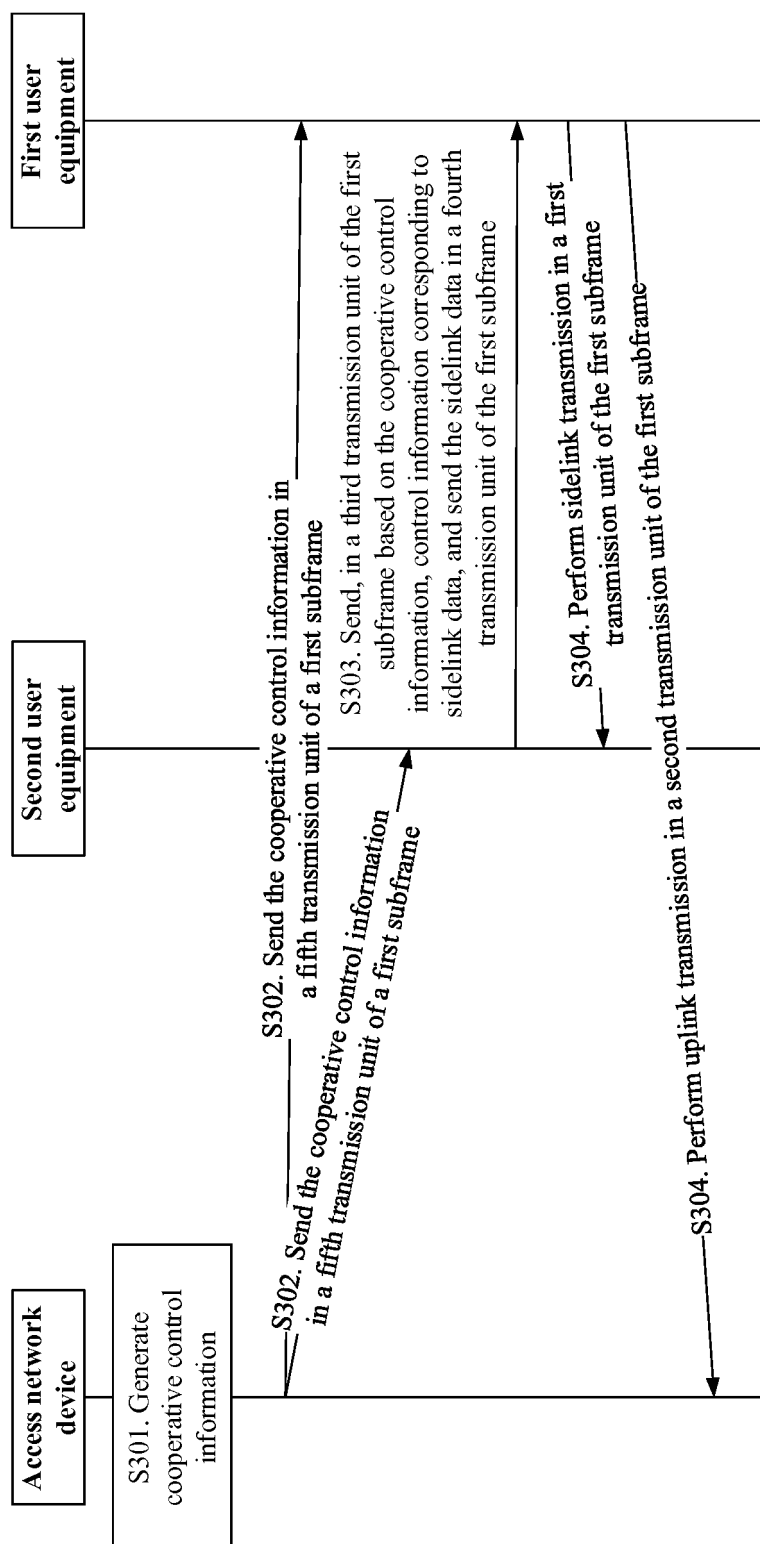 Access network
device
Second user
equipment
First user
equipment
S301. Generate
cooperative control
information
S302. Send the cooperative control information in
a fifth transmission unit of a first subframe
S302. Send the cooperative control information
in a fifth transmission unit of a first subframe
S303. Send, in a third transmission unit of the first
subframe based on the cooperative control
information, control information corresponding to
sidelink data, and send the sidelink data in a fourth
transmission unit of the first subframe
S304. Perform sidelink transmission in a first
transmission unit of the first subframe
S304. Perform uplink transmission in a second transmission unit of the first subframe